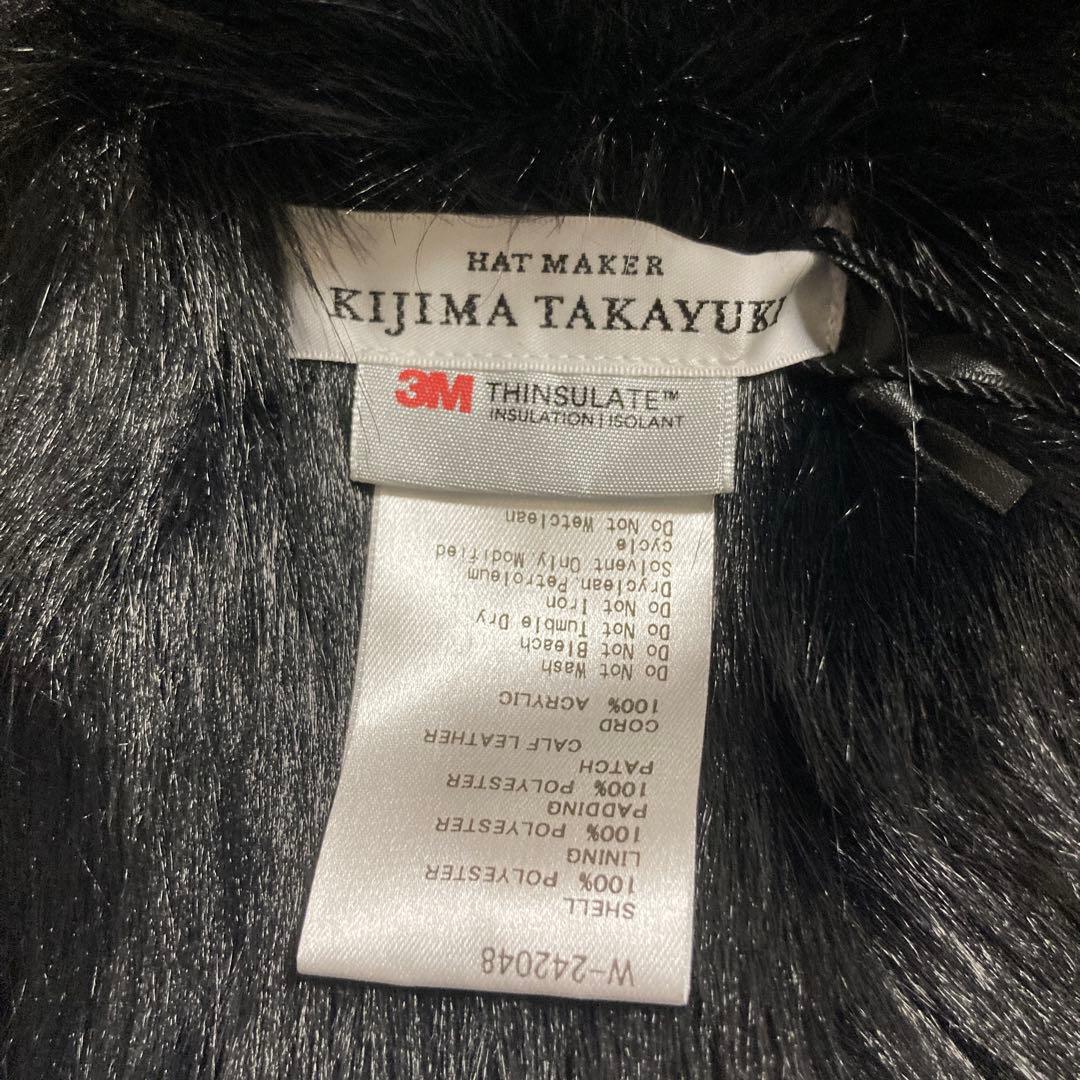 HAT MAKER
KIJIMA TAKAYUKI
3M THINSULATE™
INSULATION | ISOLANT
W-242048
SHELL
100% POLYESTER
LINING
100% POLYESTER
PADDING
100% POLYESTER
PATCH
CALF LEATHER
CORD
100% ACRYLIC
Do Not Wash
Do Not Bleach
Do Not Tumble Dry
Do Not Iron
Dryclean,Petroleum
Solvent Only,Modified
cycle
Do Not Wetclean